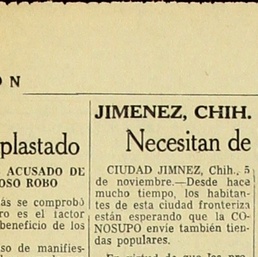 O N
JIMENEZ, CHIH.
plastado
Necesitan de
ACUSADO DE
OSO ROBO
ás se comprobó
ro es el factor
beneficio de los
so de manifies-
CIUDAD JIMNEZ, Chih., 5
de noviembre.—Desde hace
mucho tiempo, los habitan-
tes de esta ciudad fronteriza
están esperando que la CO-
NOSUPO envíe también tien-
das populares.